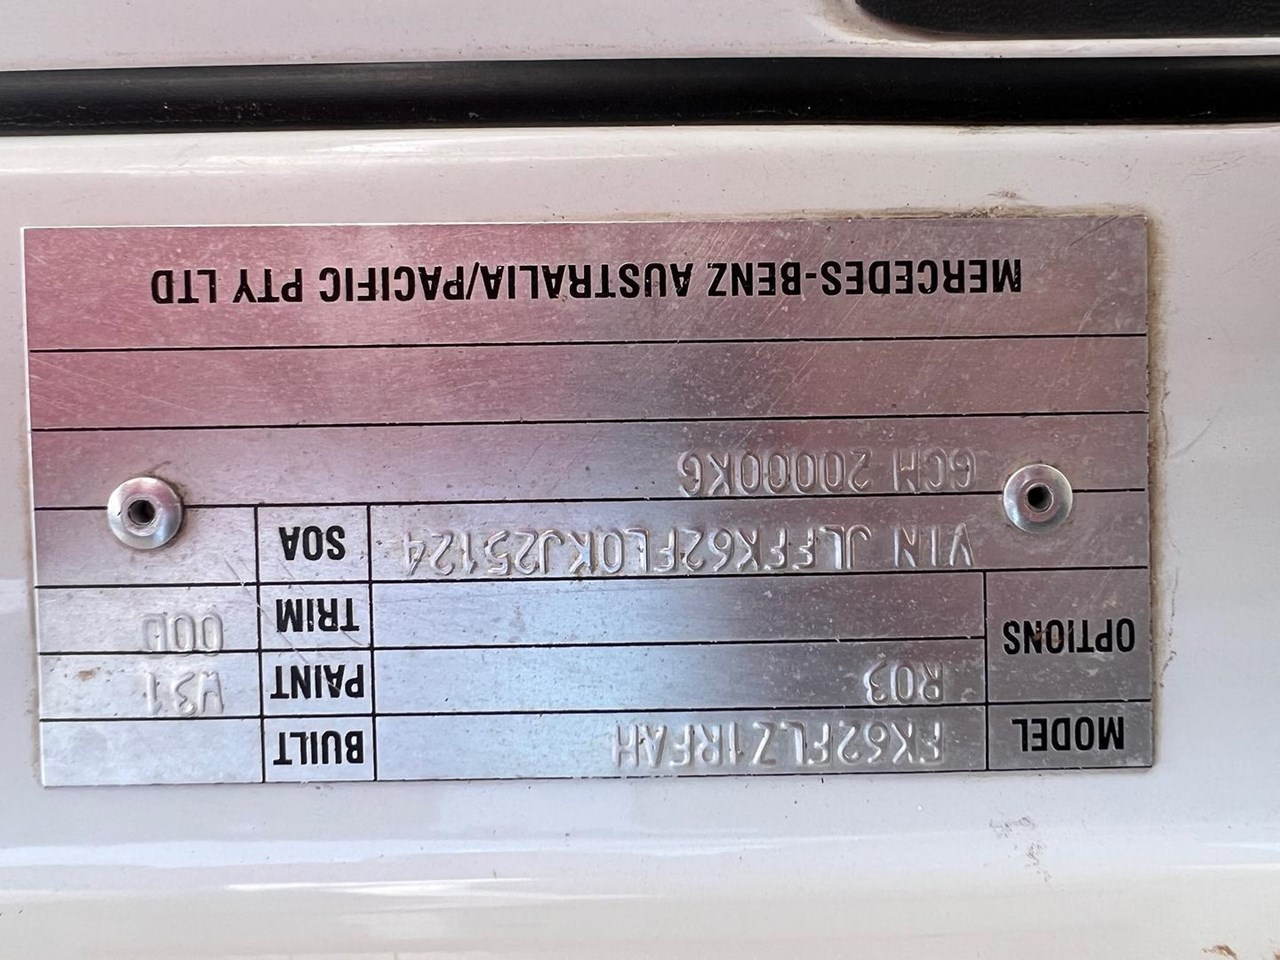 MODEL FK62FLZ1RFAH BUILT
OPTIONS R03 PAINT W31
TRIM 00D
VIN JLFFK62FL0KJ25124 SOA
GCM 20000KG
MERCEDES-BENZ AUSTRALIA/PACIFIC PTY LTD